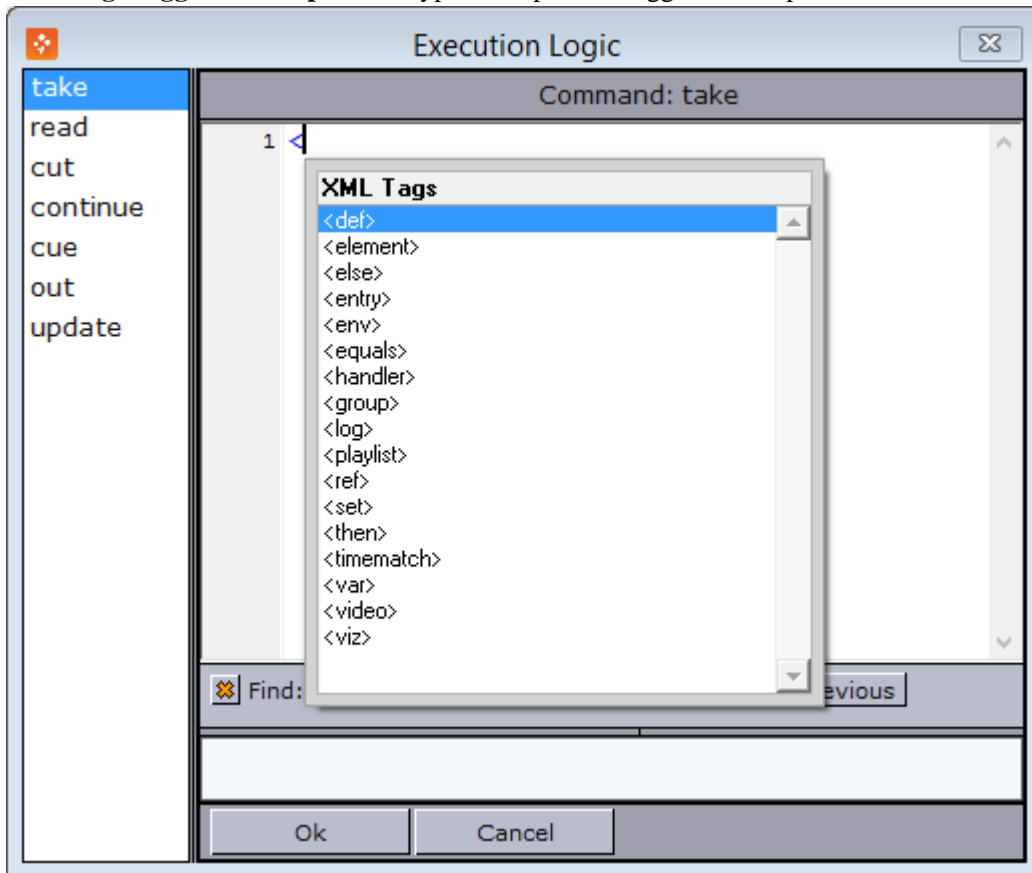 Execution Logic
take
read
cut
continue
cue
out
update
Command: take
1 <
XML Tags
<def>
<element>
<else>
<entry>
<env>
<equals>
<handler>
<group>
<log>
<playlist>
<ref>
<set>
<then>
<timematch>
<var>
<video>
<viz>
Find: evious
Ok Cancel